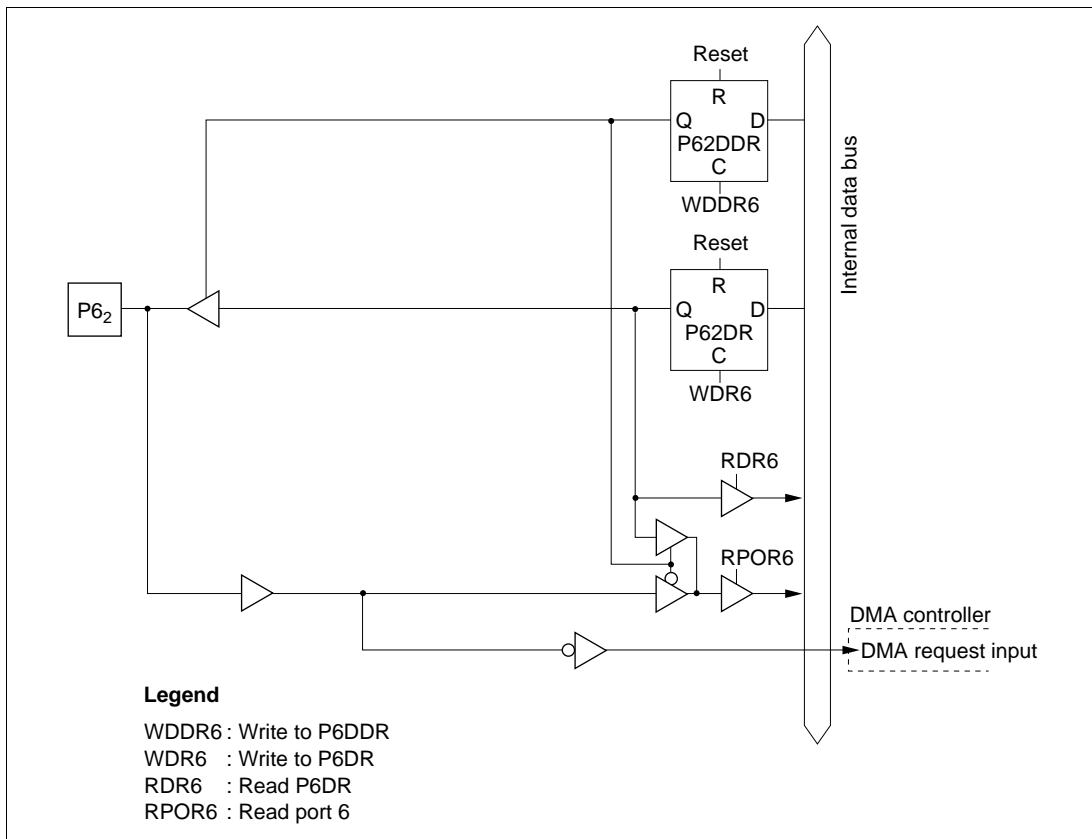 Reset
R
Q D
P62DDR
C
WDDR6
Internal data bus
Reset
R
P6₂
Q D
P62DR
C
WDR6
RDR6
RPOR6
DMA controller
DMA request input
Legend
WDDR6 : Write to P6DDR
WDR6 : Write to P6DR
RDR6 : Read P6DR
RPOR6 : Read port 6